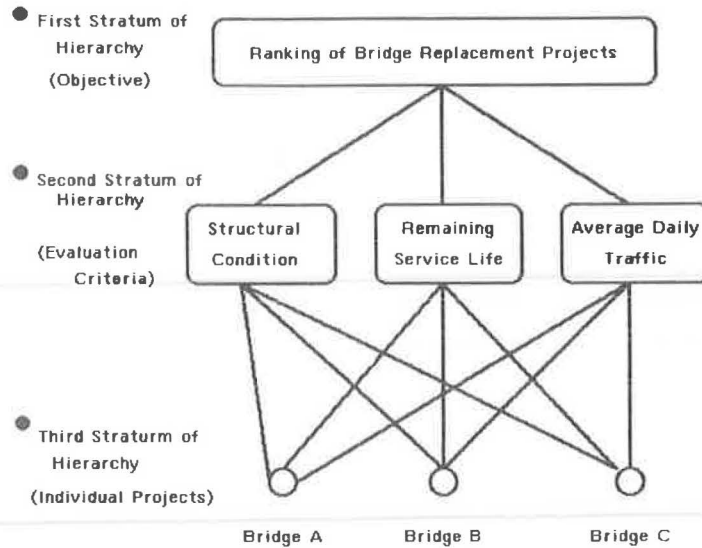 First Stratum of
Hierarchy
(Objective)
Ranking of Bridge Replacement Projects
Second Stratum of
Hierarchy
(Evaluation
Criteria)
Structural
Condition
Remaining
Service Life
Average Daily
Traffic
Third Straturm of
Hierarchy
(Individual Projects)
Bridge A
Bridge B
Bridge C